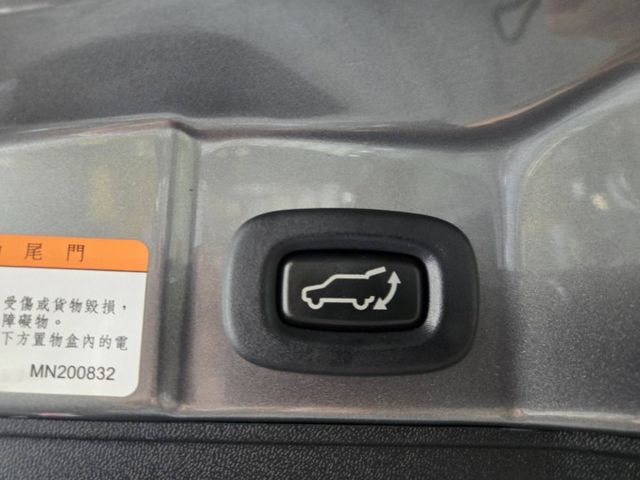 尾門
受傷或貨物毀損，
障礙物。
下方置物盒內的電
MN200832